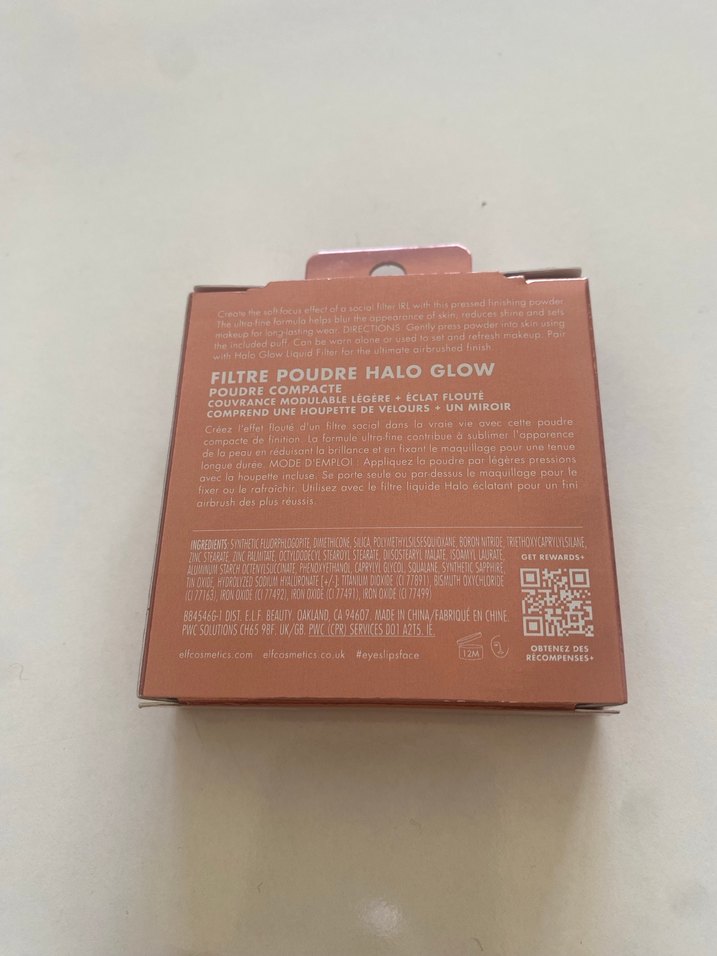 Create the soft-focus effect of a social filter IRL with this pressed finishing powder.
The ultra-fine formula helps blur the appearance of skin, reduces shine and sets
makeup for long-lasting wear. DIRECTIONS: Gently press powder into skin using
the included puff. Can be worn alone or used to set and refresh makeup. Pair
with Halo Glow Liquid Filter for the ultimate airbrushed finish.
FILTRE POUDRE HALO GLOW
POUDRE COMPACTE
COUVRANCE MODULABLE LÉGÈRE + ÉCLAT FLOUTÉ
COMPREND UNE HOUPETTE DE VELOURS + UN MIROIR
Créez l'effet flouté d'un filtre social dans la vraie vie avec cette poudre
compacte de finition. La formule ultra-fine contribue à sublimer l'apparence
de la peau en réduisant la brillance et en fixant le maquillage pour une tenue
longue durée. MODE D'EMPLOI : Appliquez la poudre par légères pressions
avec la houpette incluse. Se porte seule ou par-dessus le maquillage pour le
fixer ou le rafraîchir. Utilisez avec le filtre liquide Halo éclatant pour un fini
airbrush des plus réussis.
INGREDIENTS: SYNTHETIC FLUORPHLOGOPITE, DIMETHICONE, SILICA, POLYMETHYLSILSESQUIOXANE, BORON NITRIDE, TRIETHOXYCAPRYLYLSILANE,
ZINC STEARATE, ZINC PALMITATE, OCTYLDODECYL STEAROYL STEARATE, DIISOSTEARYL MALATE, ISOAMYL LAURATE,
ALUMINUM STARCH OCTENYLSUCCINATE, PHENOXYETHANOL, CAPRYLYL GLYCOL, SQUALANE, SYNTHETIC SAPPHIRE,
TIN OXIDE, HYDROLYZED SODIUM HYALURONATE [+/-]: TITANIUM DIOXIDE (CI 77891), BISMUTH OXYCHLORIDE
(CI 77163), IRON OXIDE (CI 77492), IRON OXIDE (CI 77491), IRON OXIDE (CI 77499)
BB4546G-1 DIST. E.L.F. BEAUTY, OAKLAND, CA 94607. MADE IN CHINA/FABRIQUÉ EN CHINE.
PWC SOLUTIONS CH65 9BF, UK/GB. PWC (CPR) SERVICES D01 A2T5, IE.
elfcosmetics.com elfcosmetics.co.uk #eyeslipsface
12M
GET REWARDS+
OBTENEZ DES
RÉCOMPENSES+